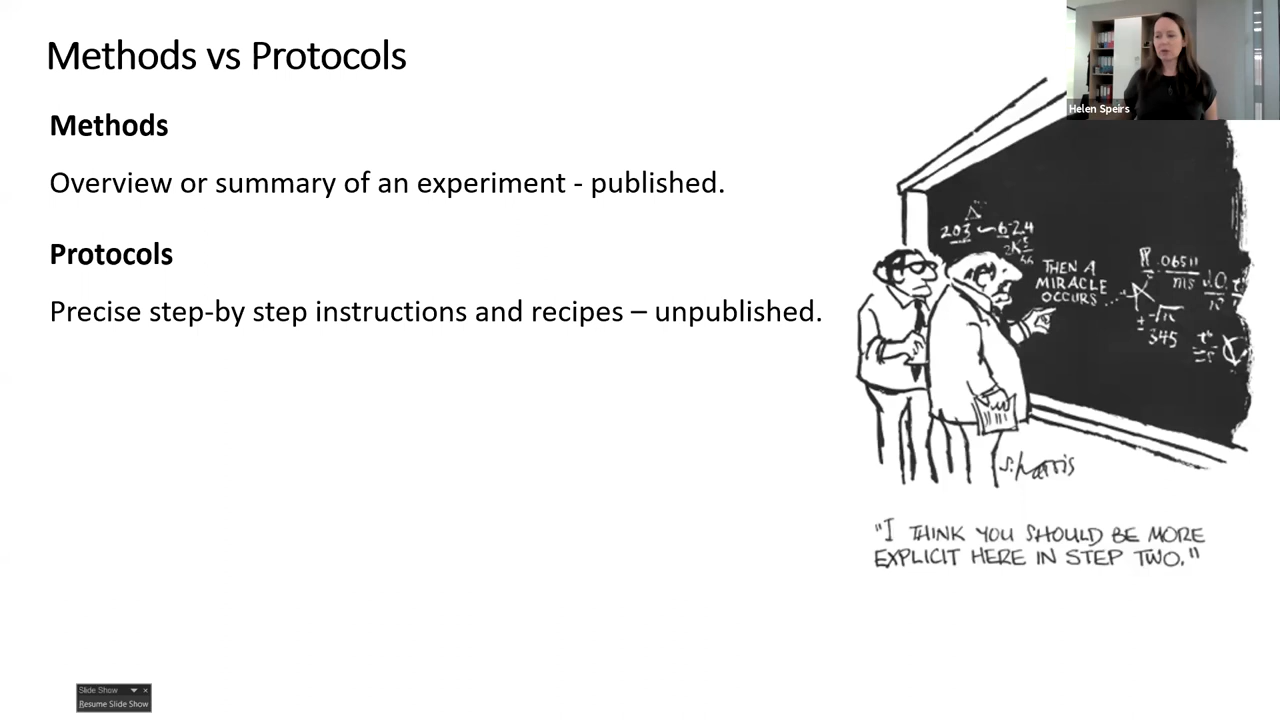 Methods vs Protocols
Helen Speirs
Methods
Overview or summary of an experiment - published.
Protocols
Precise step-by step instructions and recipes – unpublished.
THEN A
MIRACLE
OCCURS
S. Harris
"I THINK YOU SHOULD BE MORE
EXPLICIT HERE IN STEP TWO."
Slide Show
Resume Slide Show